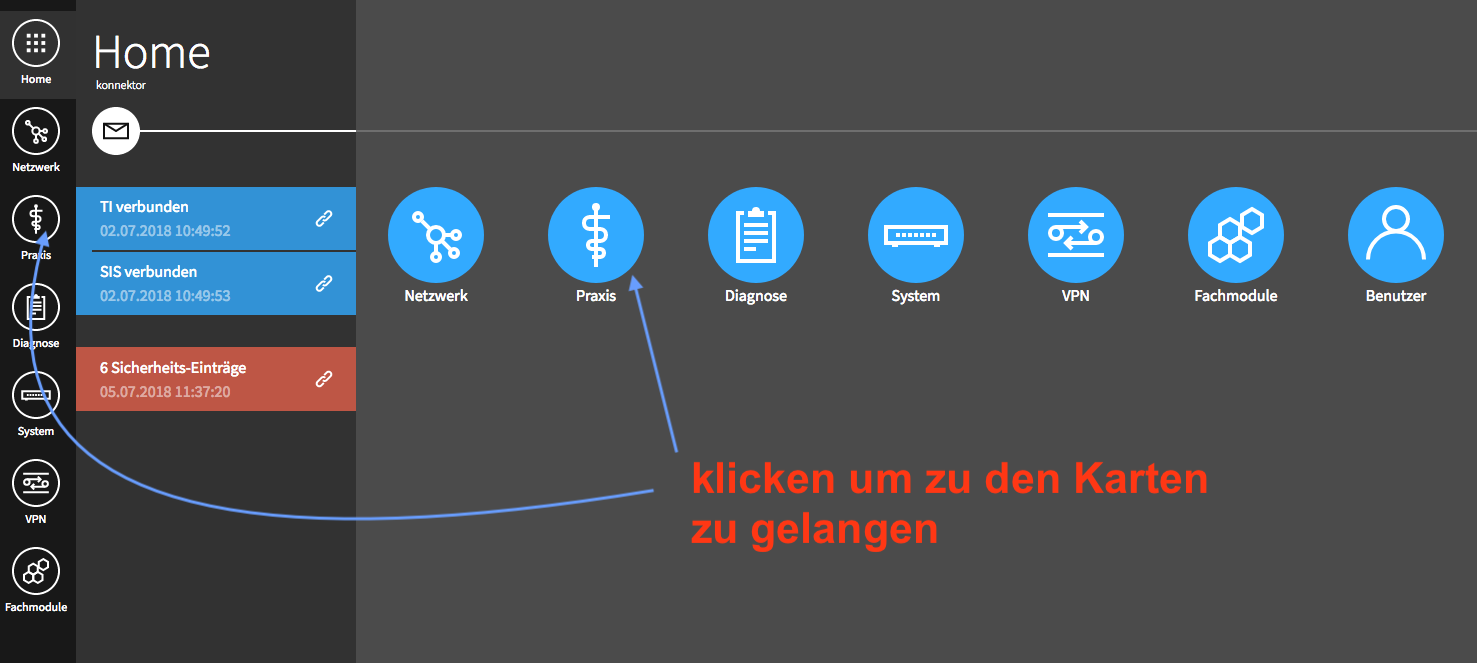 Home
Netzwerk
Praxis
Diagnose
System
VPN
Fachmodule
Home
konnektor
TI verbunden
02.07.2018 10:49:52
SIS verbunden
02.07.2018 10:49:53
6 Sicherheits-Einträge
05.07.2018 11:37:20
Netzwerk
Praxis
Diagnose
System
VPN
Fachmodule
Benutzer
klicken um zu den Karten
zu gelangen